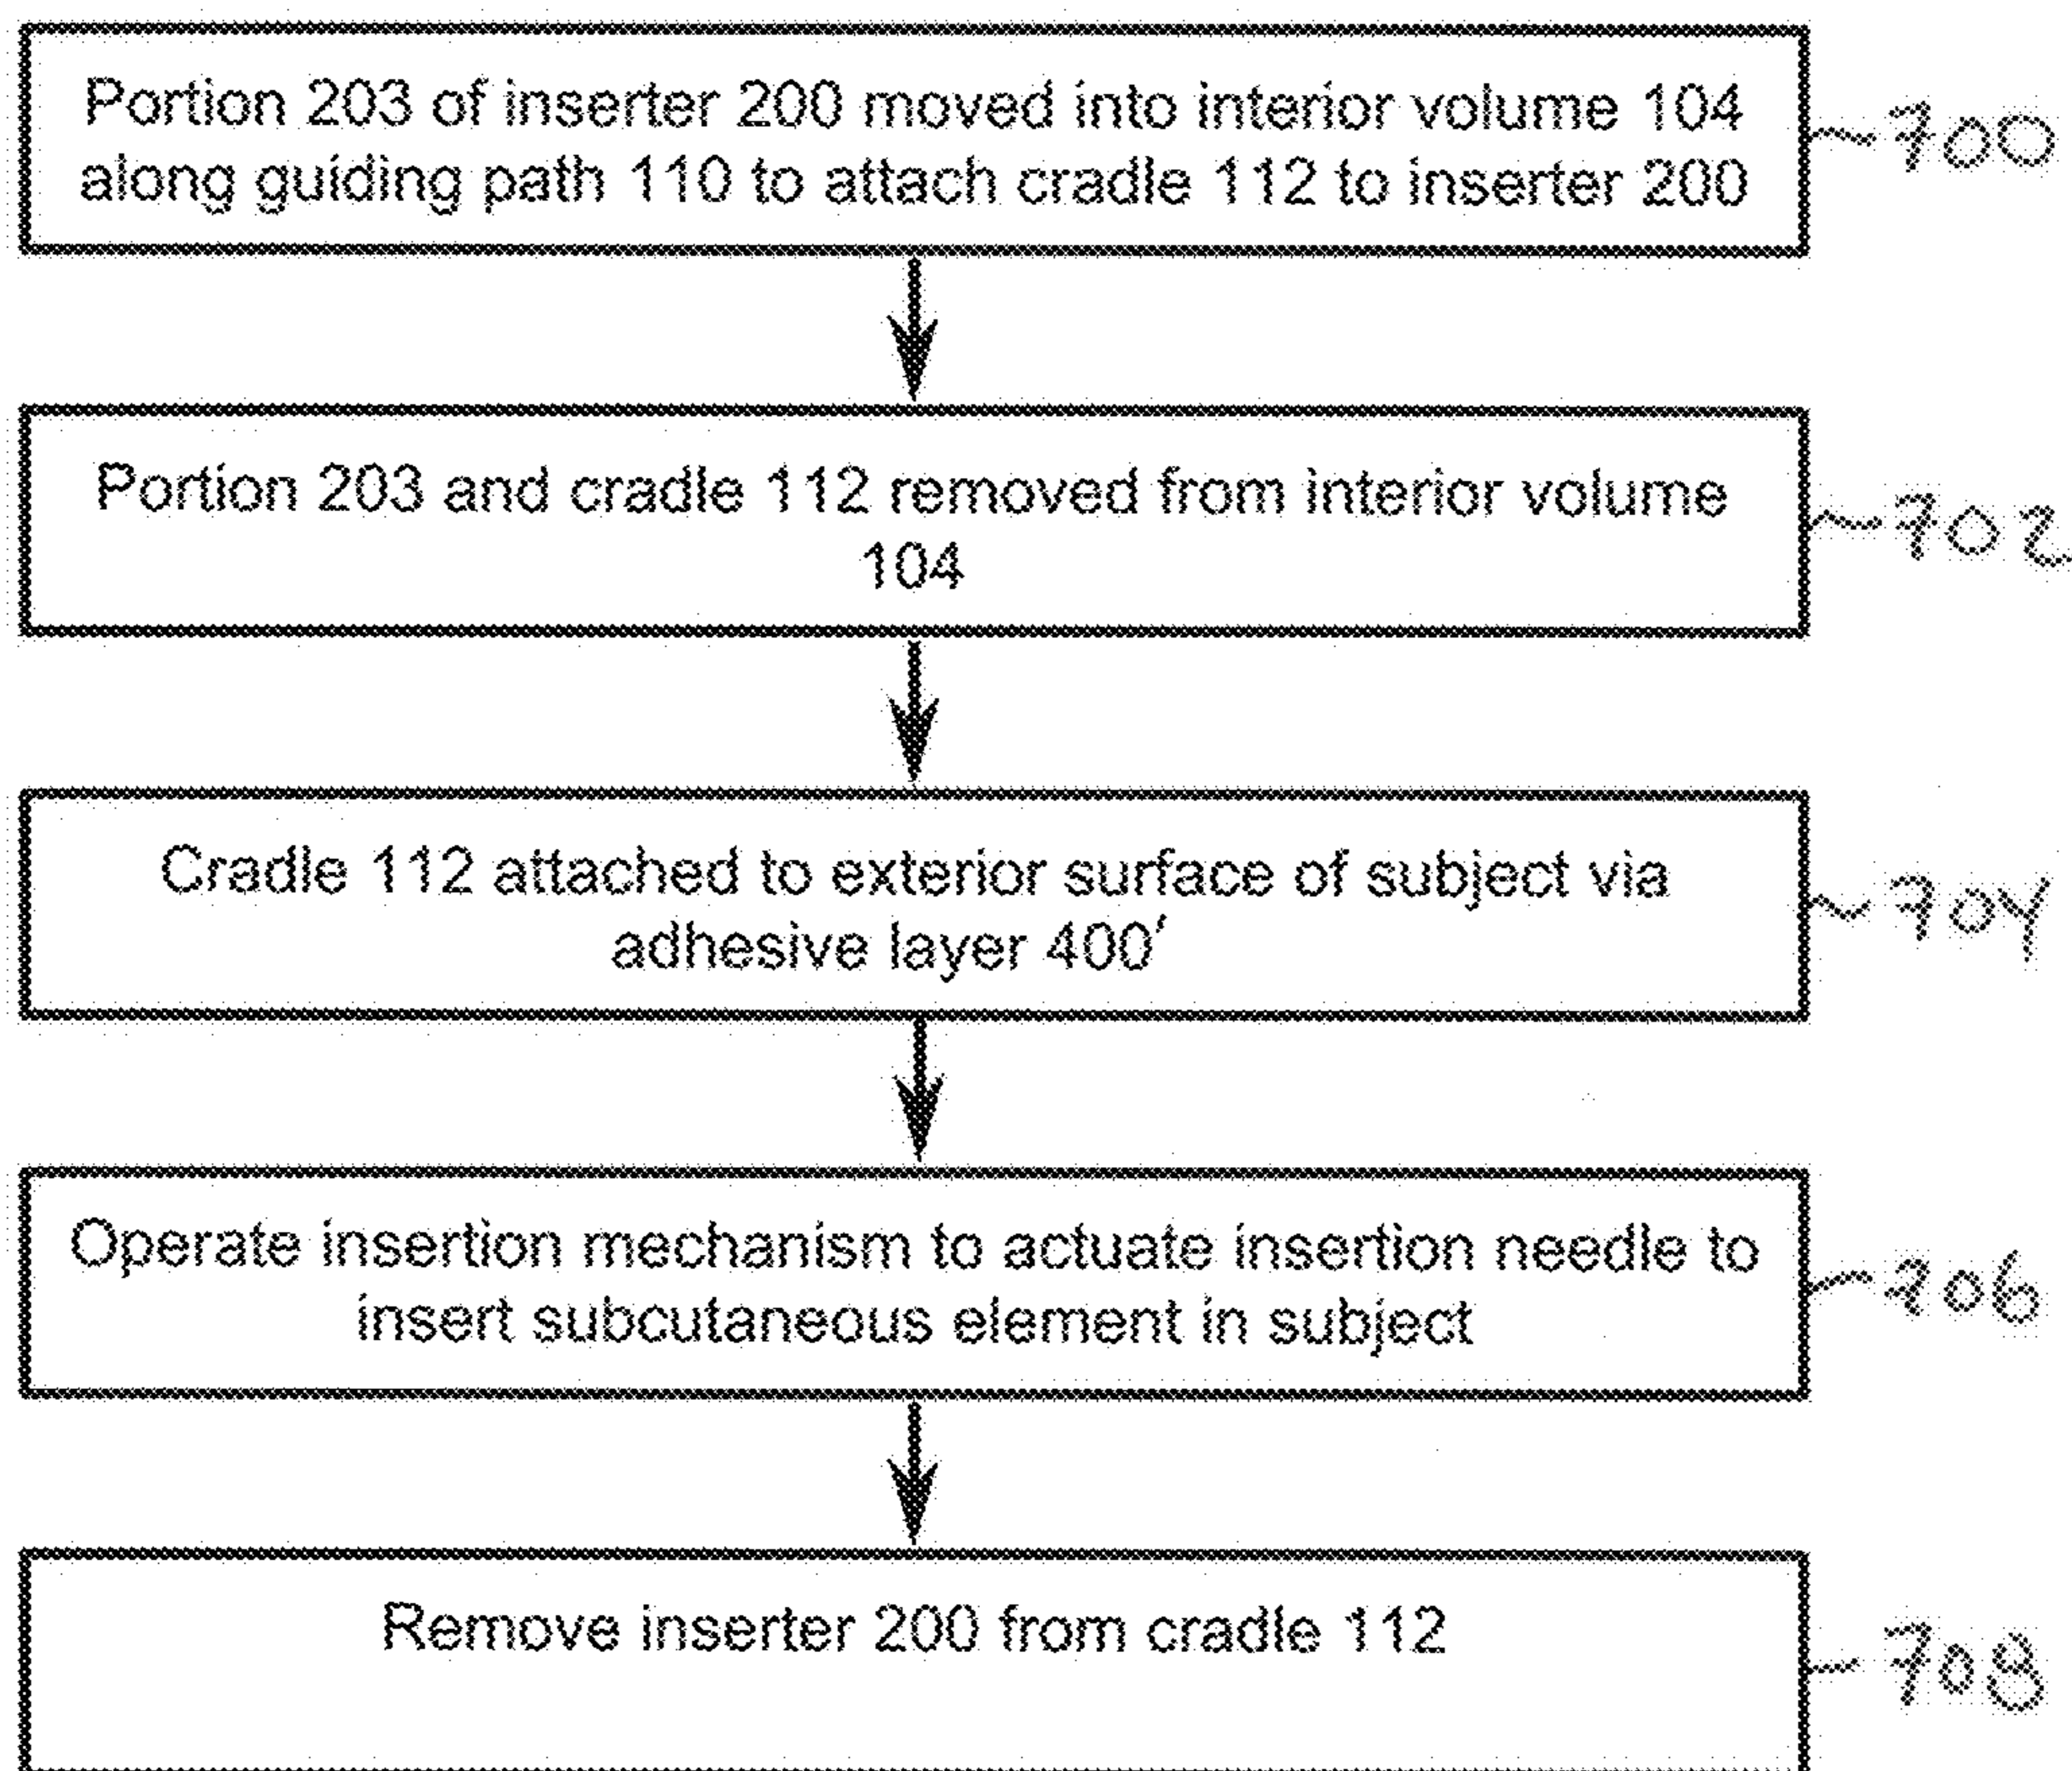 Portion 203 of inserter 200 moved into interior volume 104
along guiding path 110 to attach cradle 112 to inserter 200
700
Portion 203 and cradle 112 removed from interior volume
104
702
Cradle 112 attached to exterior surface of subject via
adhesive layer 400′
704
Operate insertion mechanism to actuate insertion needle to
insert subcutaneous element in subject
706
Remove inserter 200 from cradle 112
708